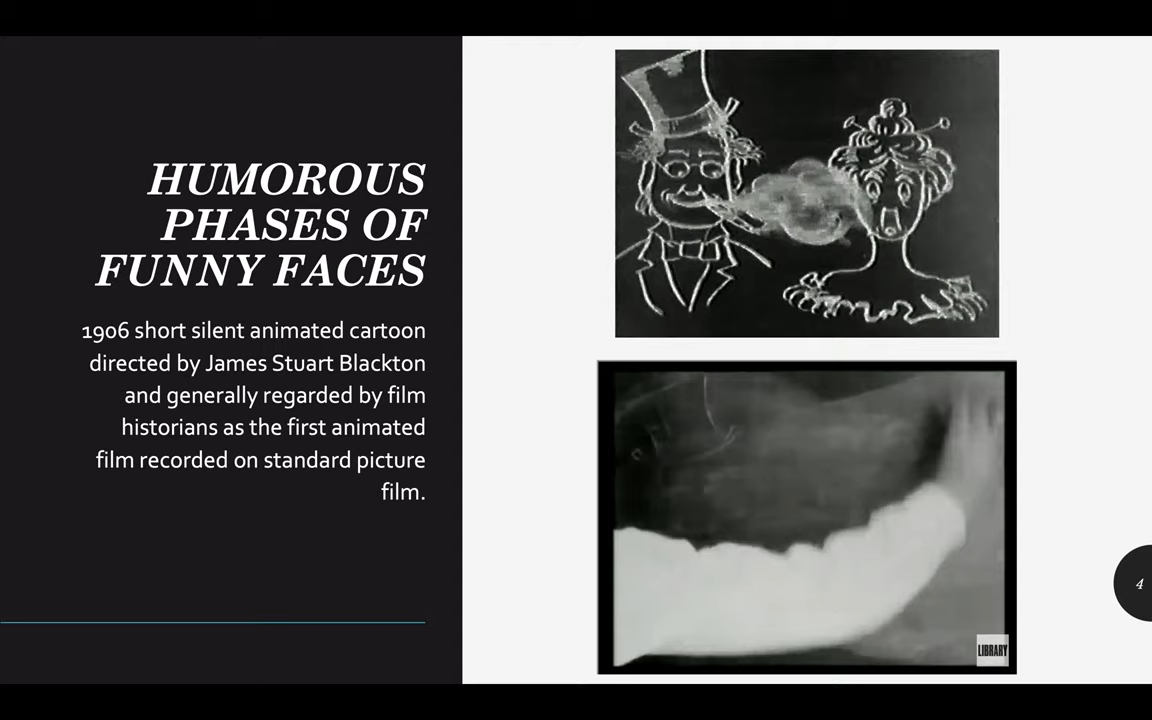 HUMOROUS
PHASES OF
FUNNY FACES
1906 short silent animated cartoon
directed by James Stuart Blackton
and generally regarded by film
historians as the first animated
film recorded on standard picture
film.
LIBRARY
4